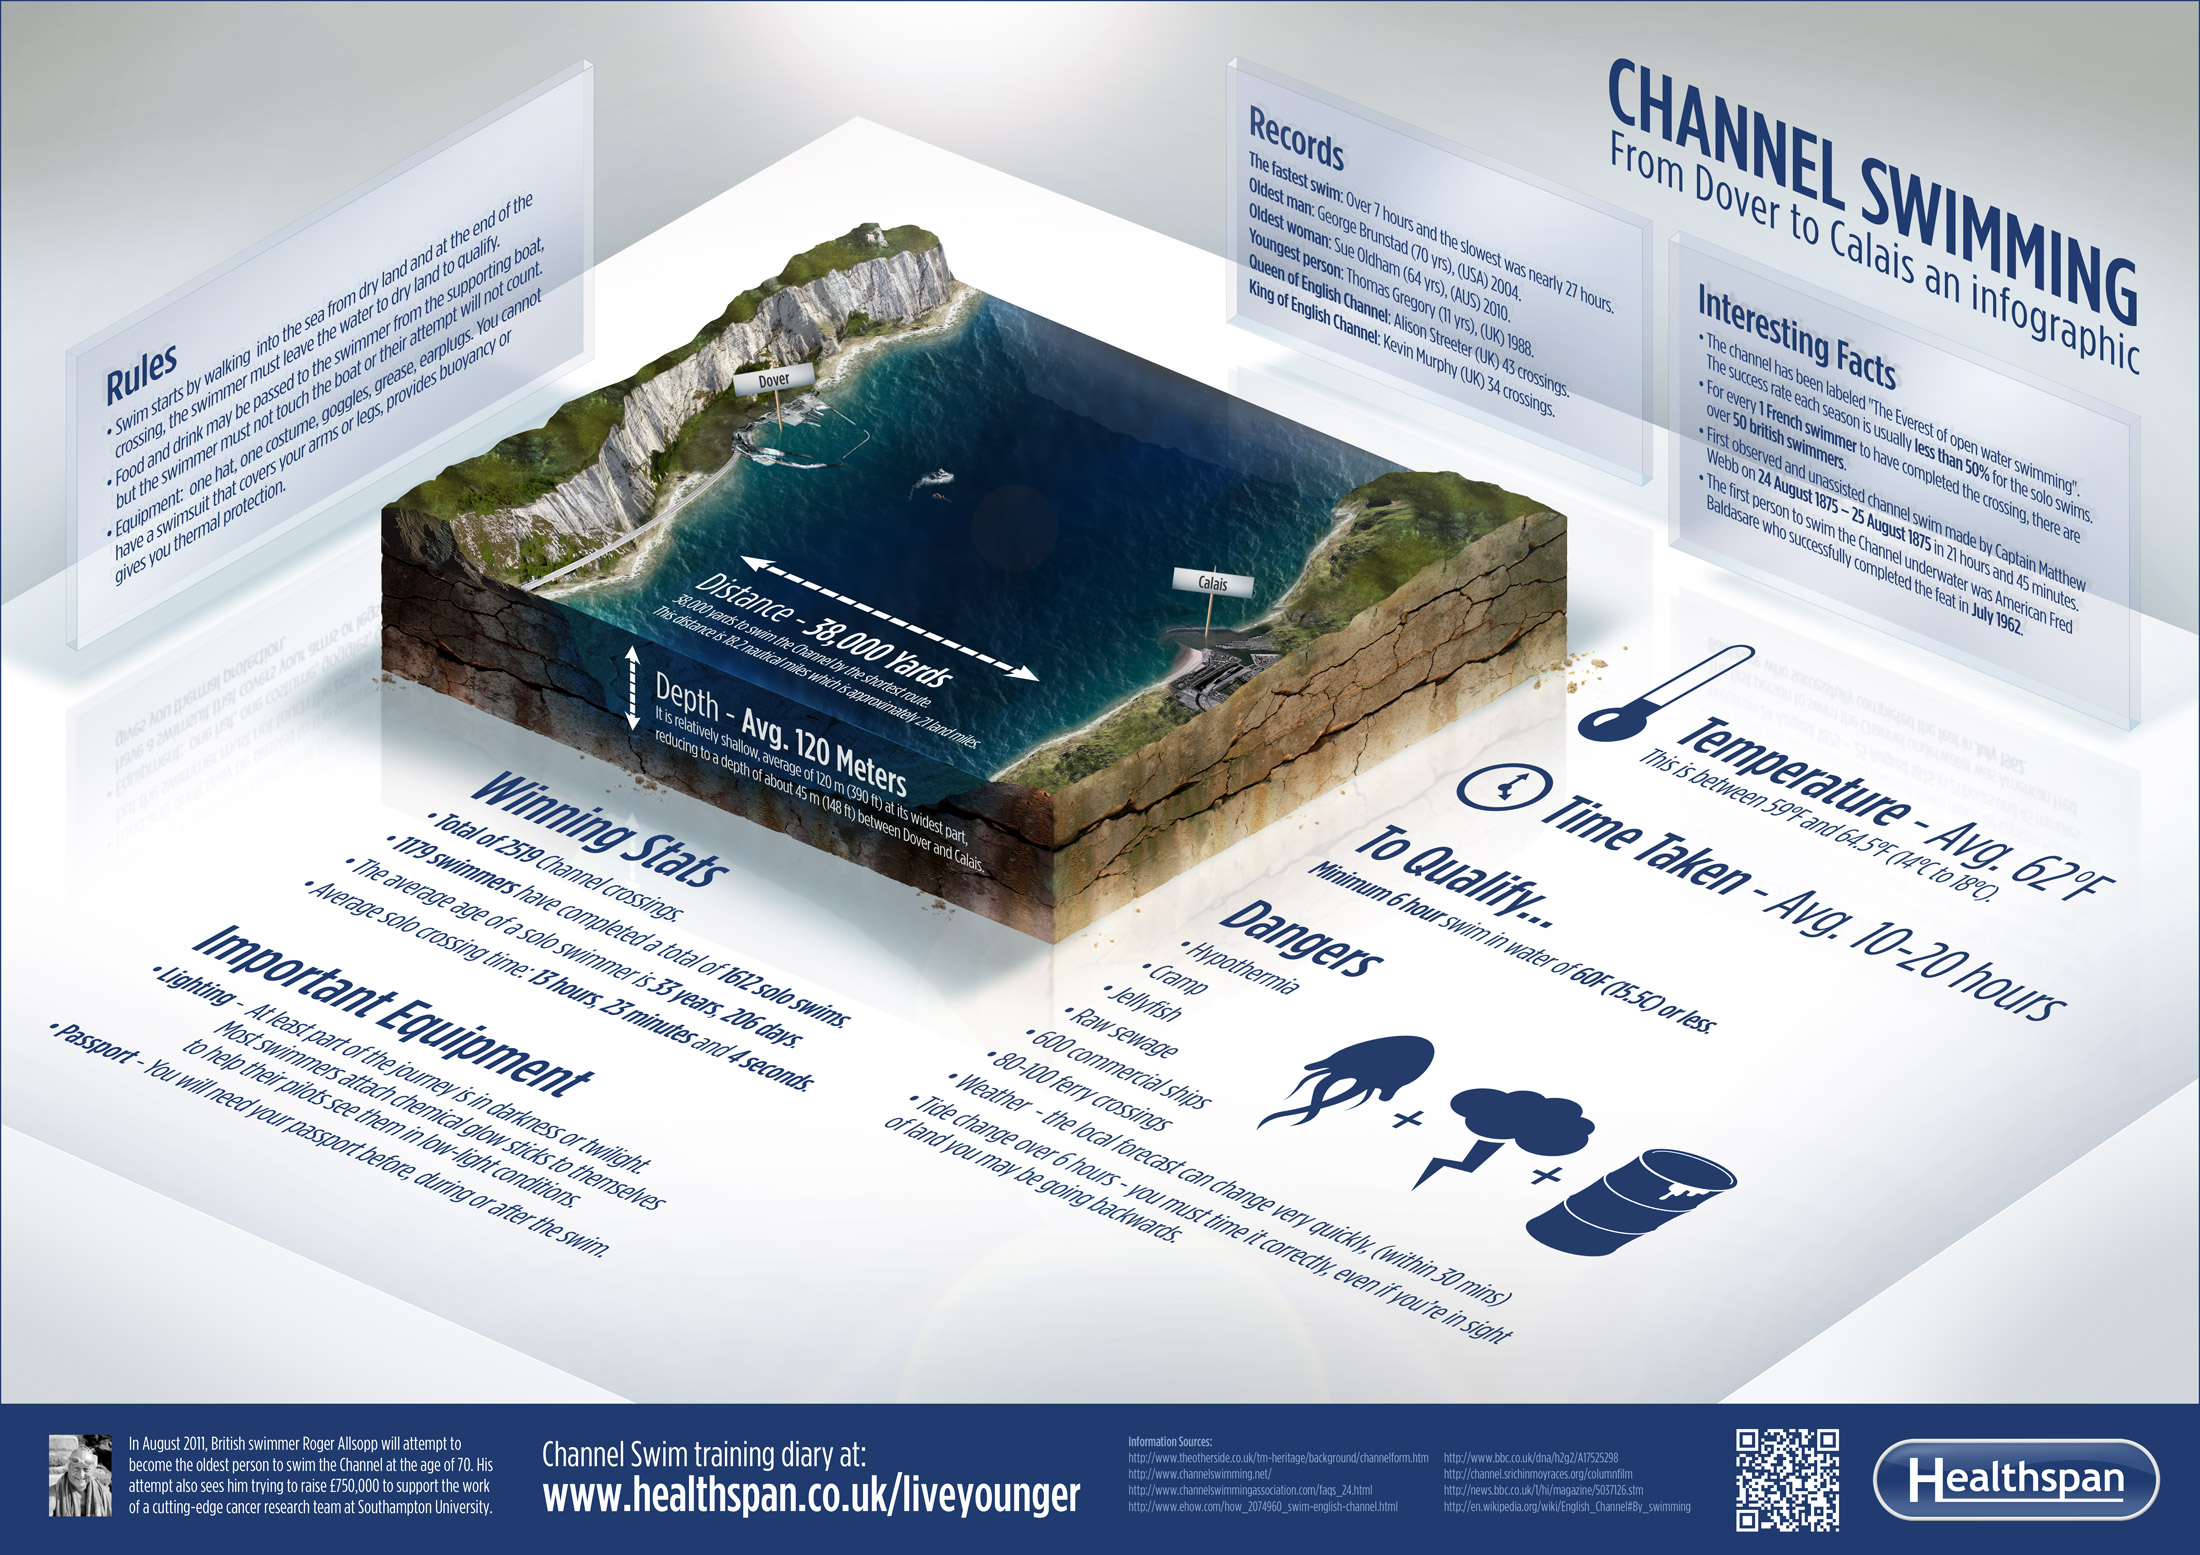 CHANNEL SWIMMING
From Dover to Calais an infographic
Rules
• Swim starts by walking into the sea from dry land and at the end of the
crossing, the swimmer must leave the water to dry land to qualify.
• Food and drink may be passed to the swimmer from the supporting boat,
but the swimmer must not touch the boat or their attempt will not count.
• Equipment: one hat, one costume, goggles, grease, earplugs. You cannot
have a swimsuit that covers your arms or legs, provides buoyancy or
gives you thermal protection.
Records
The fastest swim: Over 7 hours and the slowest was nearly 27 hours.
Oldest man: George Brunstad (70 yrs), (USA) 2004.
Oldest woman: Sue Oldham (64 yrs), (AUS) 2010.
Youngest person: Thomas Gregory (11 yrs), (UK) 1988.
Queen of English Channel: Alison Streeter (UK) 43 crossings.
King of English Channel: Kevin Murphy (UK) 34 crossings.
Interesting Facts
• The channel has been labeled "The Everest of open water swimming".
The success rate each season is usually less than 50% for the solo swims.
• For every 1 French swimmer to have completed the crossing, there are
over 50 british swimmers.
• First observed and unassisted channel swim made by Captain Matthew
Webb on 24 August 1875 – 25 August 1875 in 21 hours and 45 minutes.
• The first person to swim the Channel underwater was American Fred
Baldasare who successfully completed the feat in July 1962.
Dover
Calais
Distance - 38,000 Yards
38,000 yards to swim the Channel by the shortest route.
This distance is 18.2 nautical miles which is approximately 21 land miles.
Depth - Avg. 120 Meters
It is relatively shallow, average of 120 m (390 ft) at its widest part,
reducing to a depth of about 45 m (148 ft) between Dover and Calais.
Temperature - Avg. 62°F
This is between 59°F and 64.5°F (14°C to 18°C).
Time Taken - Avg. 10-20 hours
To Qualify...
Minimum 6 hour swim in water of 60F (15.5C) or less.
Dangers
• Hypothermia
• Cramp
• Jellyfish
• Raw sewage
• 600 commercial ships
• 80-100 ferry crossings
• Weather - the local forecast can change very quickly, (within 30 mins)
• Tide change over 6 hours - you must time it correctly, even if you're in sight
of land you may be going backwards.
Winning Stats
• Total of 2519 Channel crossings.
• 1179 swimmers have completed a total of 1612 solo swims.
• The average age of a solo swimmer is 33 years, 206 days.
• Average solo crossing time: 13 hours, 23 minutes and 4 seconds.
Important Equipment
• Lighting - At least part of the journey is in darkness or twilight.
Most swimmers attach chemical glow sticks to themselves
to help their pilots see them in low-light conditions.
• Passport - You will need your passport before, during or after the swim.
In August 2011, British swimmer Roger Allsopp will attempt to
become the oldest person to swim the Channel at the age of 70. His
attempt also sees him trying to raise £750,000 to support the work
of a cutting-edge cancer research team at Southampton University.
Channel Swim training diary at:
www.healthspan.co.uk/liveyounger
Information Sources:
http://www.theotherside.co.uk/tm-heritage/background/channelform.htm
http://www.channelswimming.net/
http://www.channelswimmingassociation.com/faqs_24.html
http://www.ehow.com/how_2074960_swim-english-channel.html
http://www.bbc.co.uk/dna/h2g2/A17525298
http://channel.srichinmoyraces.org/columnfilm
http://news.bbc.co.uk/1/hi/magazine/5037126.stm
http://en.wikipedia.org/wiki/English_Channel#By_swimming
Healthspan